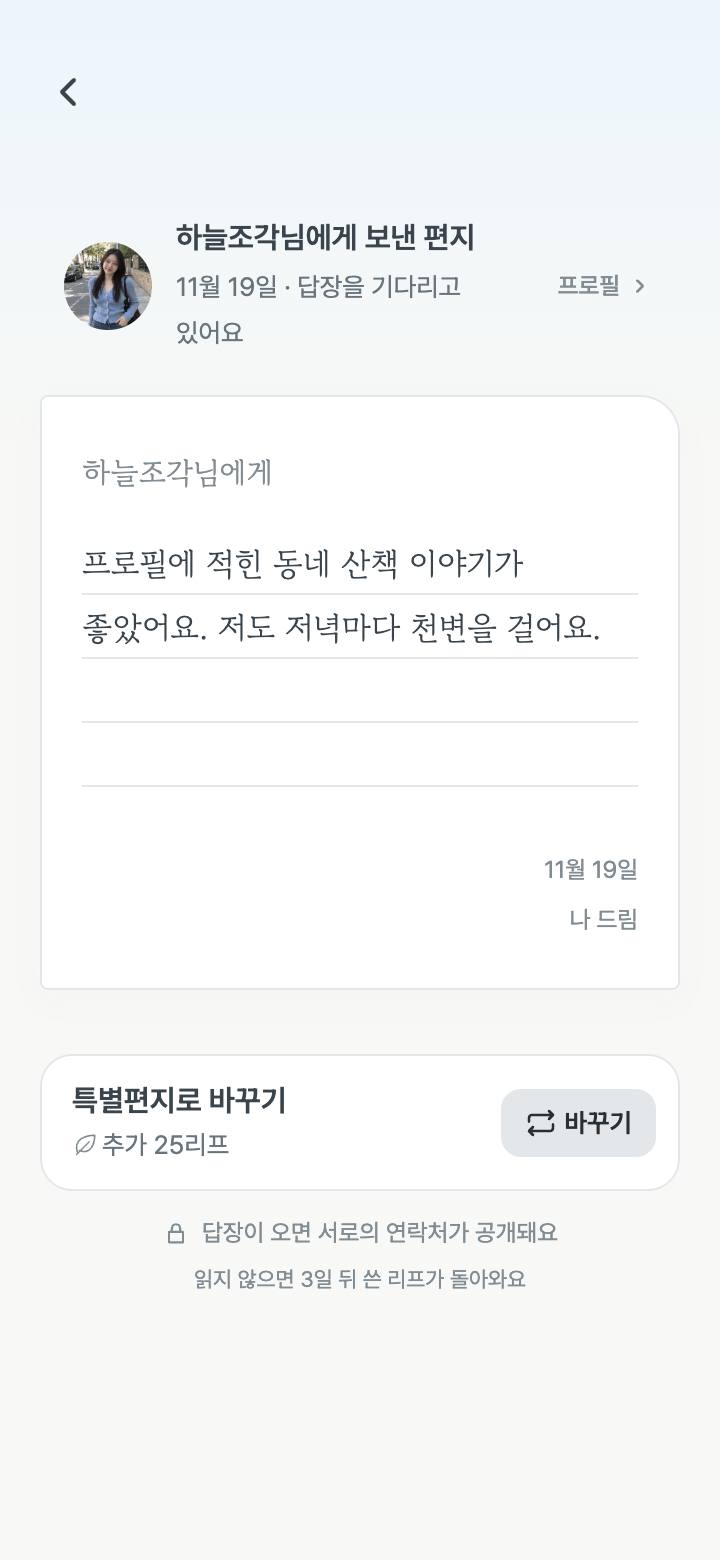 하늘조각님에게 보낸 편지
11월 19일 · 답장을 기다리고
있어요
프로필
하늘조각님에게
프로필에 적힌 동네 산책 이야기가
좋았어요. 저도 저녁마다 천변을 걸어요.
11월 19일
나 드림
특별편지로 바꾸기
추가 25리프
바꾸기
답장이 오면 서로의 연락처가 공개돼요
읽지 않으면 3일 뒤 쓴 리프가 돌아와요